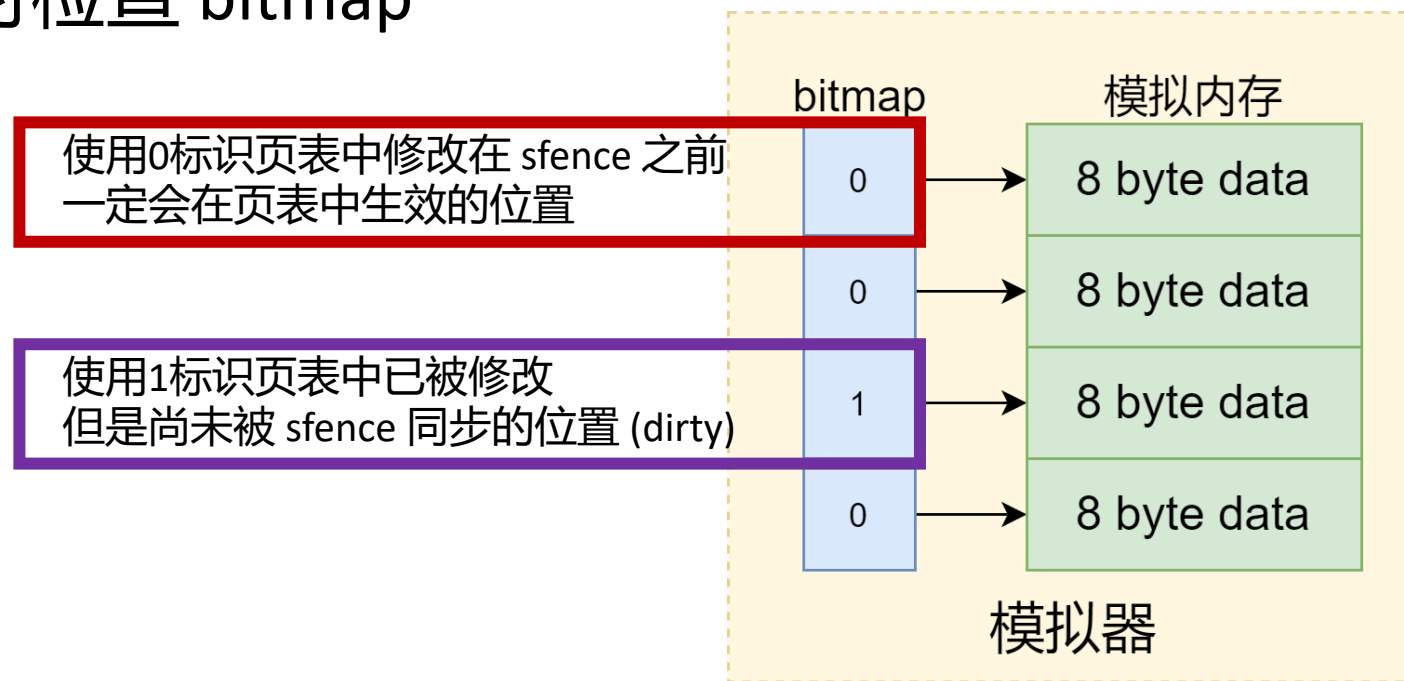 检查 bitmap
bitmap
模拟内存
使用0标识页表中修改在 sfence 之前
一定会在页表中生效的位置
0
8 byte data
0
8 byte data
使用1标识页表中已被修改
但是尚未被 sfence 同步的位置 (dirty)
1
8 byte data
0
8 byte data
模拟器